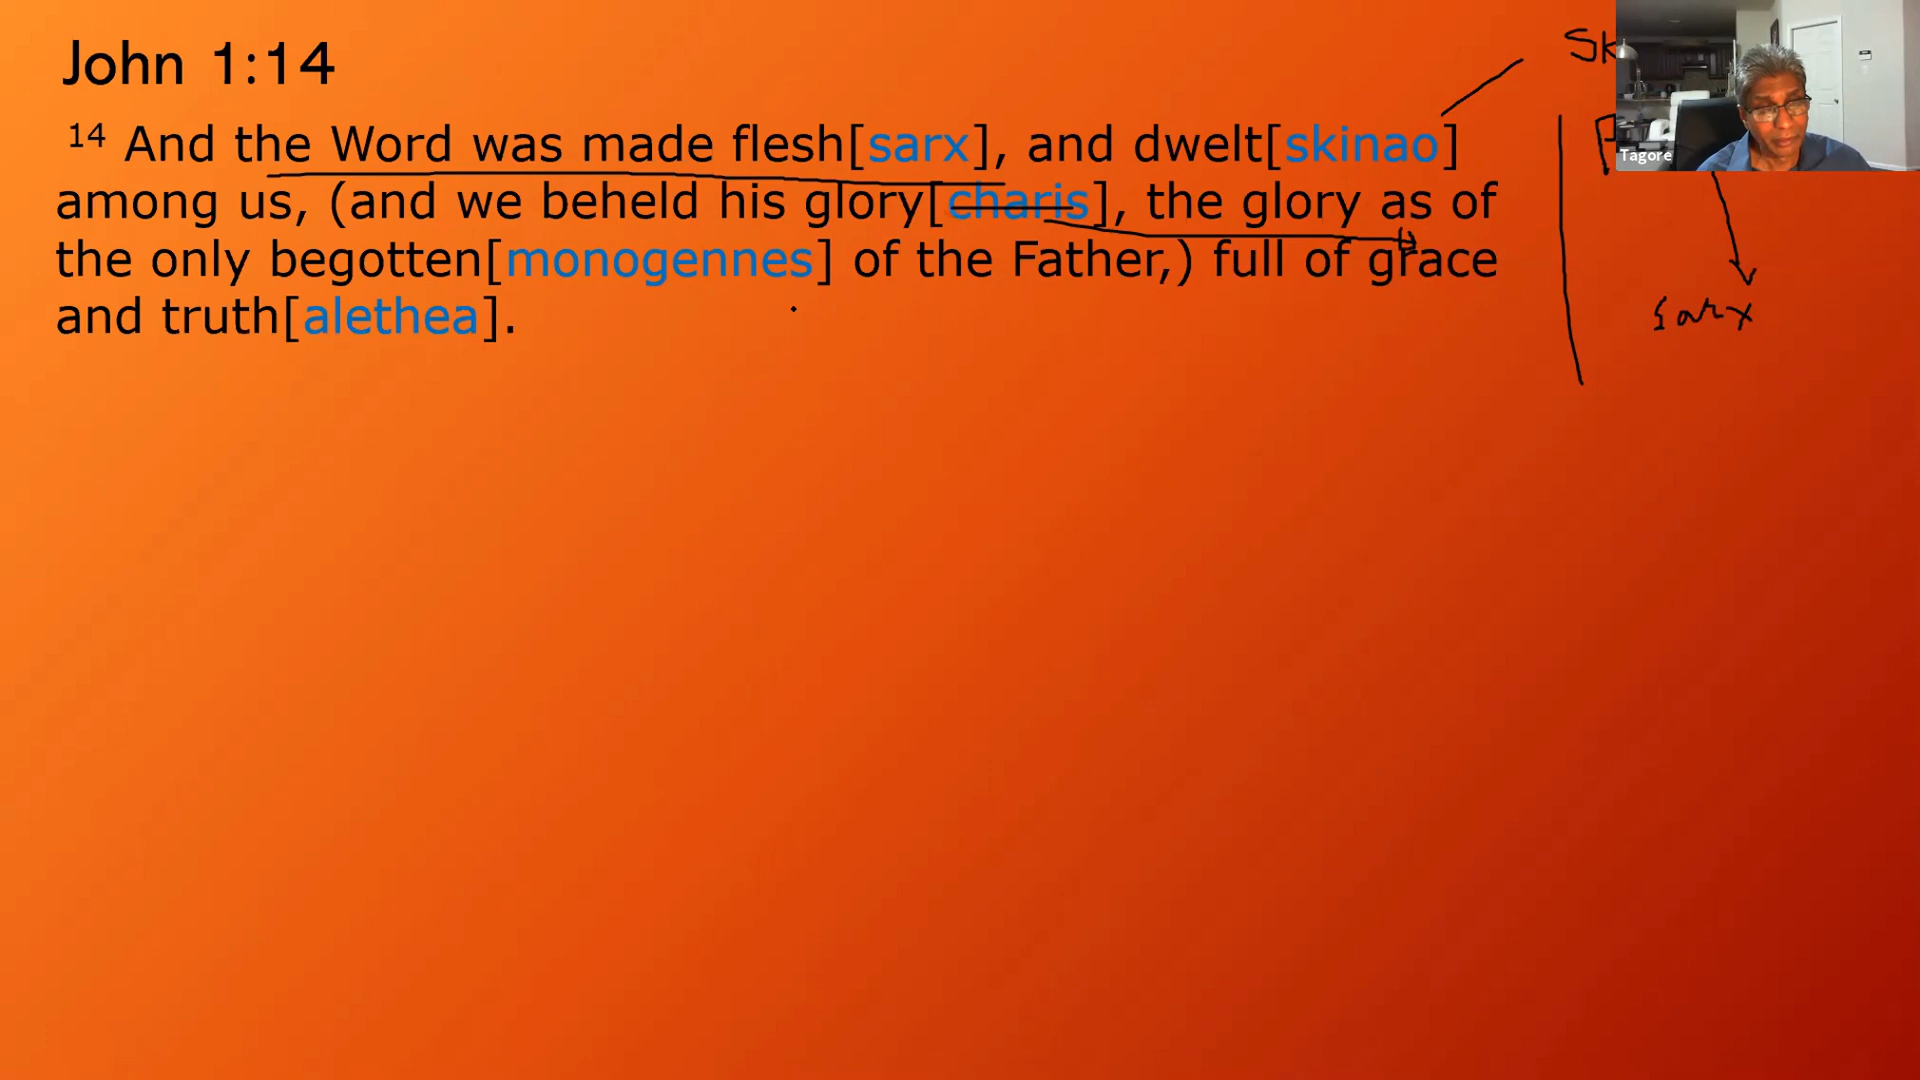 John 1:14
14 And the Word was made flesh[sarx], and dwelt[skinao]
among us, (and we beheld his glory[charis], the glory as of
the only begotten[monogennes] of the Father,) full of grace
and truth[alethea].
Tagore
sarx